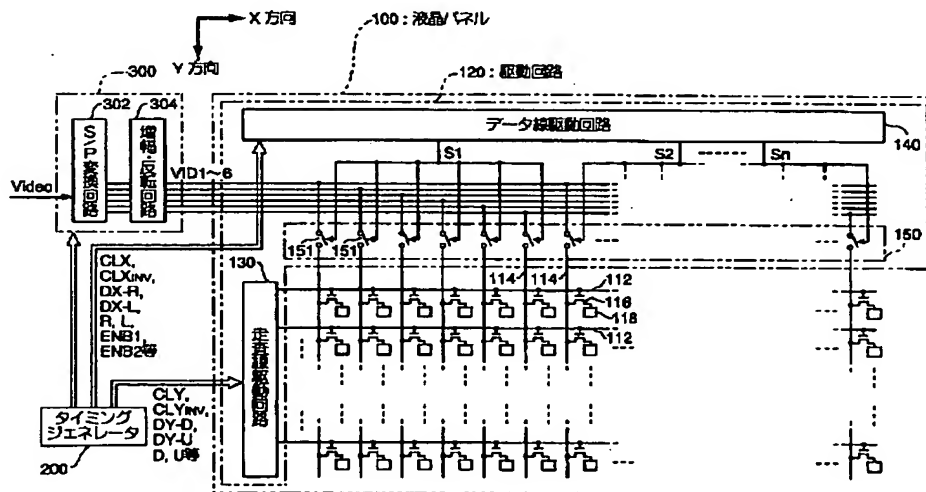 X 方向
Y 方向
100:液晶パネル
120:駆動回路
300
302
304
S/P変換回路
増幅・反転回路
データ線駆動回路
140
S1
S2
Sn
Video
VID1~6
151
151
150
114
114
130
112
116
118
112
走査線駆動回路
CLX,
CLXINV,
DX-R,
DX-L,
R, L,
ENB1,
ENB2等
CLY,
CLYINV,
DY-D,
DY-U
D, U等
タイミング
ジェネレータ
200